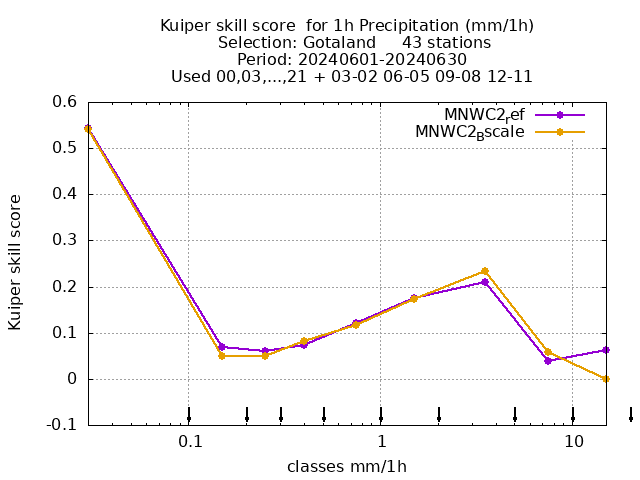 Kuiper skill score  for 1h Precipitation (mm/1h)
Selection: Gotaland     43 stations
Period: 20240601-20240630
Used 00,03,...,21 + 03-02 06-05 09-08 12-11
MNWC2_ref
MNWC2_Bscale
0.6
0.5
0.4
0.3
0.2
0.1
0
-0.1
Kuiper skill score
0.1 1 10
classes mm/1h